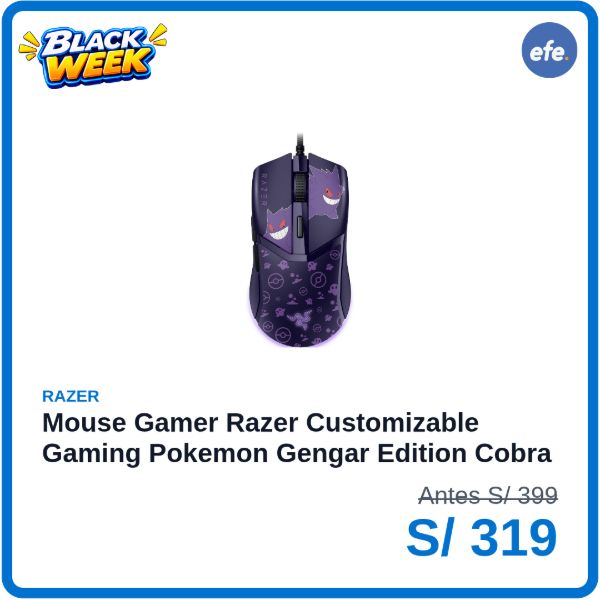 BLACK
WEEK
efe.
RAZER
RAZER
Mouse Gamer Razer Customizable
Gaming Pokemon Gengar Edition Cobra
Antes S/ 399
S/ 319